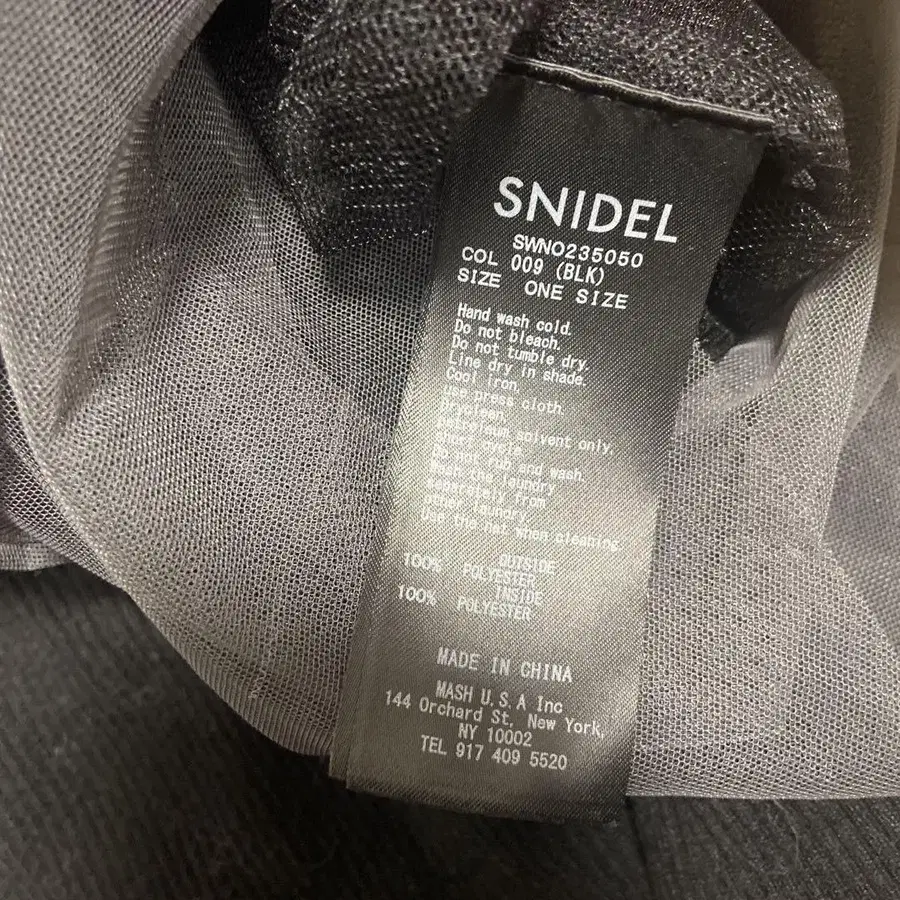 SNIDEL
SWNO235050
COL 009 (BLK)
SIZE ONE SIZE
Hand wash cold.
Do not bleach.
Do not tumble dry.
Line dry in shade.
Cool iron.
Use press cloth.
Dryclean
Petroleum solvent only.
Short cycle
Do not rub and wash.
Wash the laundry
separately from
other laundry.
Use the net when cleaning.
OUTSIDE
100% POLYESTER
INSIDE
100% POLYESTER
MADE IN CHINA
MASH U.S.A Inc
144 Orchard St. New York,
NY 10002
TEL 917 409 5520